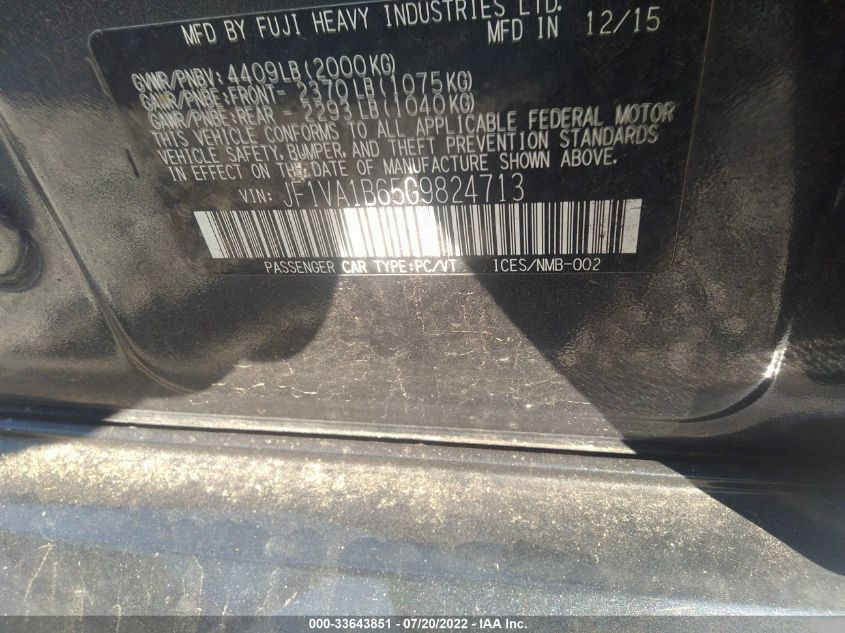 MFD BY FUJI HEAVY INDUSTRIES LTD.
MFD IN 12/15
GVWR/PNBV: 4409LB(2000KG)
GAWR/PNBE:FRONT- 2370LB(1075KG)
GAWR/PNBE:REAR - 2293LB(1040KG)
THIS VEHICLE CONFORMS TO ALL APPLICABLE FEDERAL MOTOR
VEHICLE SAFETY, BUMPER, AND THEFT PREVENTION STANDARDS
IN EFFECT ON THE DATE OF MANUFACTURE SHOWN ABOVE.
VIN: JF1VA1B65G9824713
PASSENGER CAR TYPE:PC/VT ICES/NMB-002
000-33643851 - 07/20/2022 - IAA Inc.